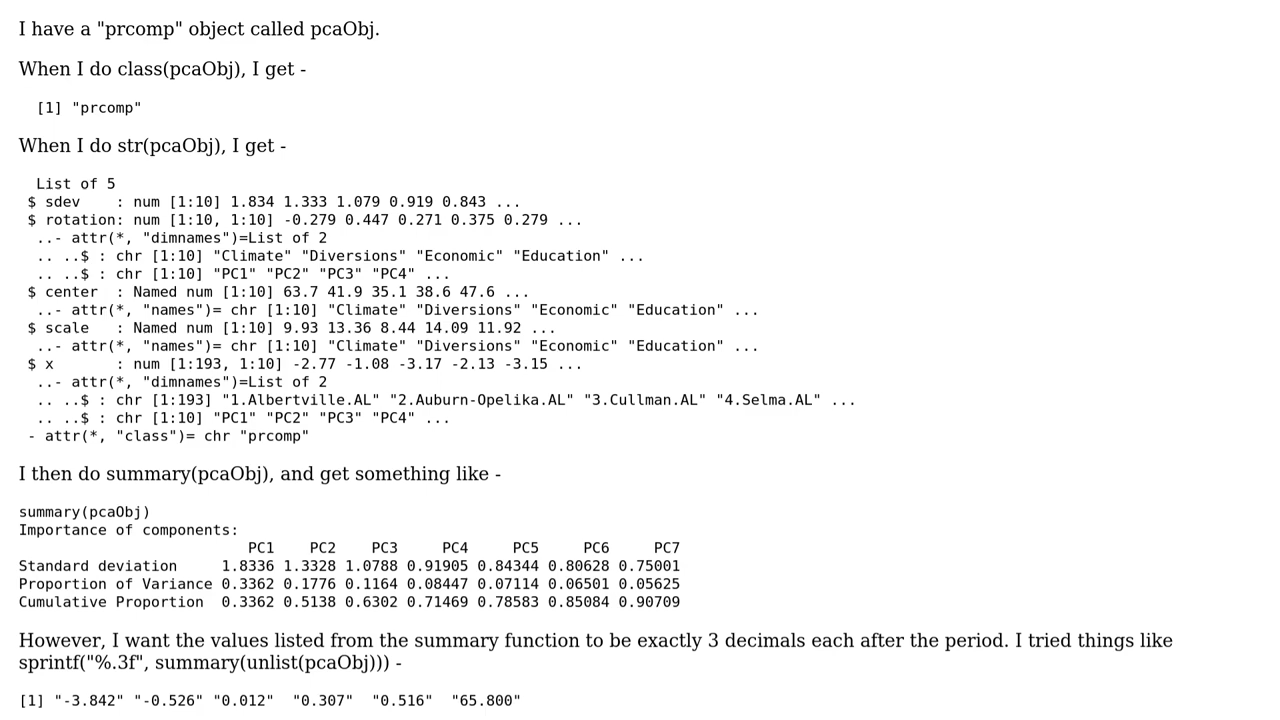 I have a "prcomp" object called pcaObj.
When I do class(pcaObj), I get -
[1] "prcomp"
When I do str(pcaObj), I get -
List of 5
$ sdev    : num [1:10] 1.834 1.333 1.079 0.919 0.843 ...
$ rotation: num [1:10, 1:10] -0.279 0.447 0.271 0.375 0.279 ...
..- attr(*, "dimnames")=List of 2
.. ..$ : chr [1:10] "Climate" "Diversions" "Economic" "Education" ...
.. ..$ : chr [1:10] "PC1" "PC2" "PC3" "PC4" ...
$ center  : Named num [1:10] 63.7 41.9 35.1 38.6 47.6 ...
..- attr(*, "names")= chr [1:10] "Climate" "Diversions" "Economic" "Education" ...
$ scale   : Named num [1:10] 9.93 13.36 8.44 14.09 11.92 ...
..- attr(*, "names")= chr [1:10] "Climate" "Diversions" "Economic" "Education" ...
$ x       : num [1:193, 1:10] -2.77 -1.08 -3.17 -2.13 -3.15 ...
..- attr(*, "dimnames")=List of 2
.. ..$ : chr [1:193] "1.Albertville.AL" "2.Auburn-Opelika.AL" "3.Cullman.AL" "4.Selma.AL" ...
.. ..$ : chr [1:10] "PC1" "PC2" "PC3" "PC4" ...
- attr(*, "class")= chr "prcomp"
I then do summary(pcaObj), and get something like -
summary(pcaObj)
Importance of components:
PC1    PC2    PC3     PC4     PC5     PC6     PC7
Standard deviation     1.8336 1.3328 1.0788 0.91905 0.84344 0.80628 0.75001
Proportion of Variance 0.3362 0.1776 0.1164 0.08447 0.07114 0.06501 0.05625
Cumulative Proportion  0.3362 0.5138 0.6302 0.71469 0.78583 0.85084 0.90709
However, I want the values listed from the summary function to be exactly 3 decimals each after the period. I tried things like
sprintf("%.3f", summary(unlist(pcaObj))) -
[1] "-3.842" "-0.526" "0.012"  "0.307"  "0.516"  "65.800"